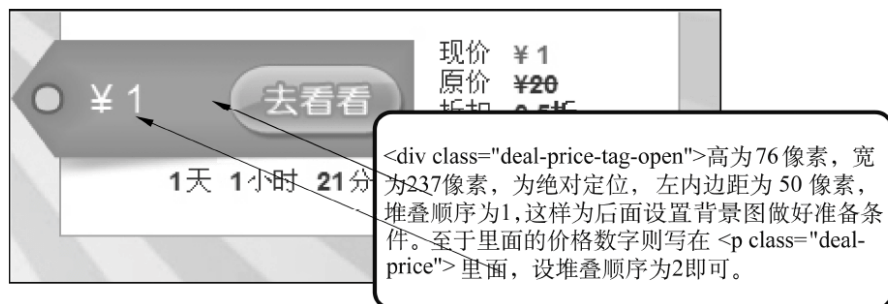 现价 ¥1
原价 ¥20
¥1 去看看
1天 1小时 21分
<div class="deal-price-tag-open">高为76像素，宽
为237像素，为绝对定位，左内边距为 50 像素，
堆叠顺序为1,这样为后面设置背景图做好准备条
件。至于里面的价格数字则写在 <p class="deal-
price"> 里面，设堆叠顺序为2即可。